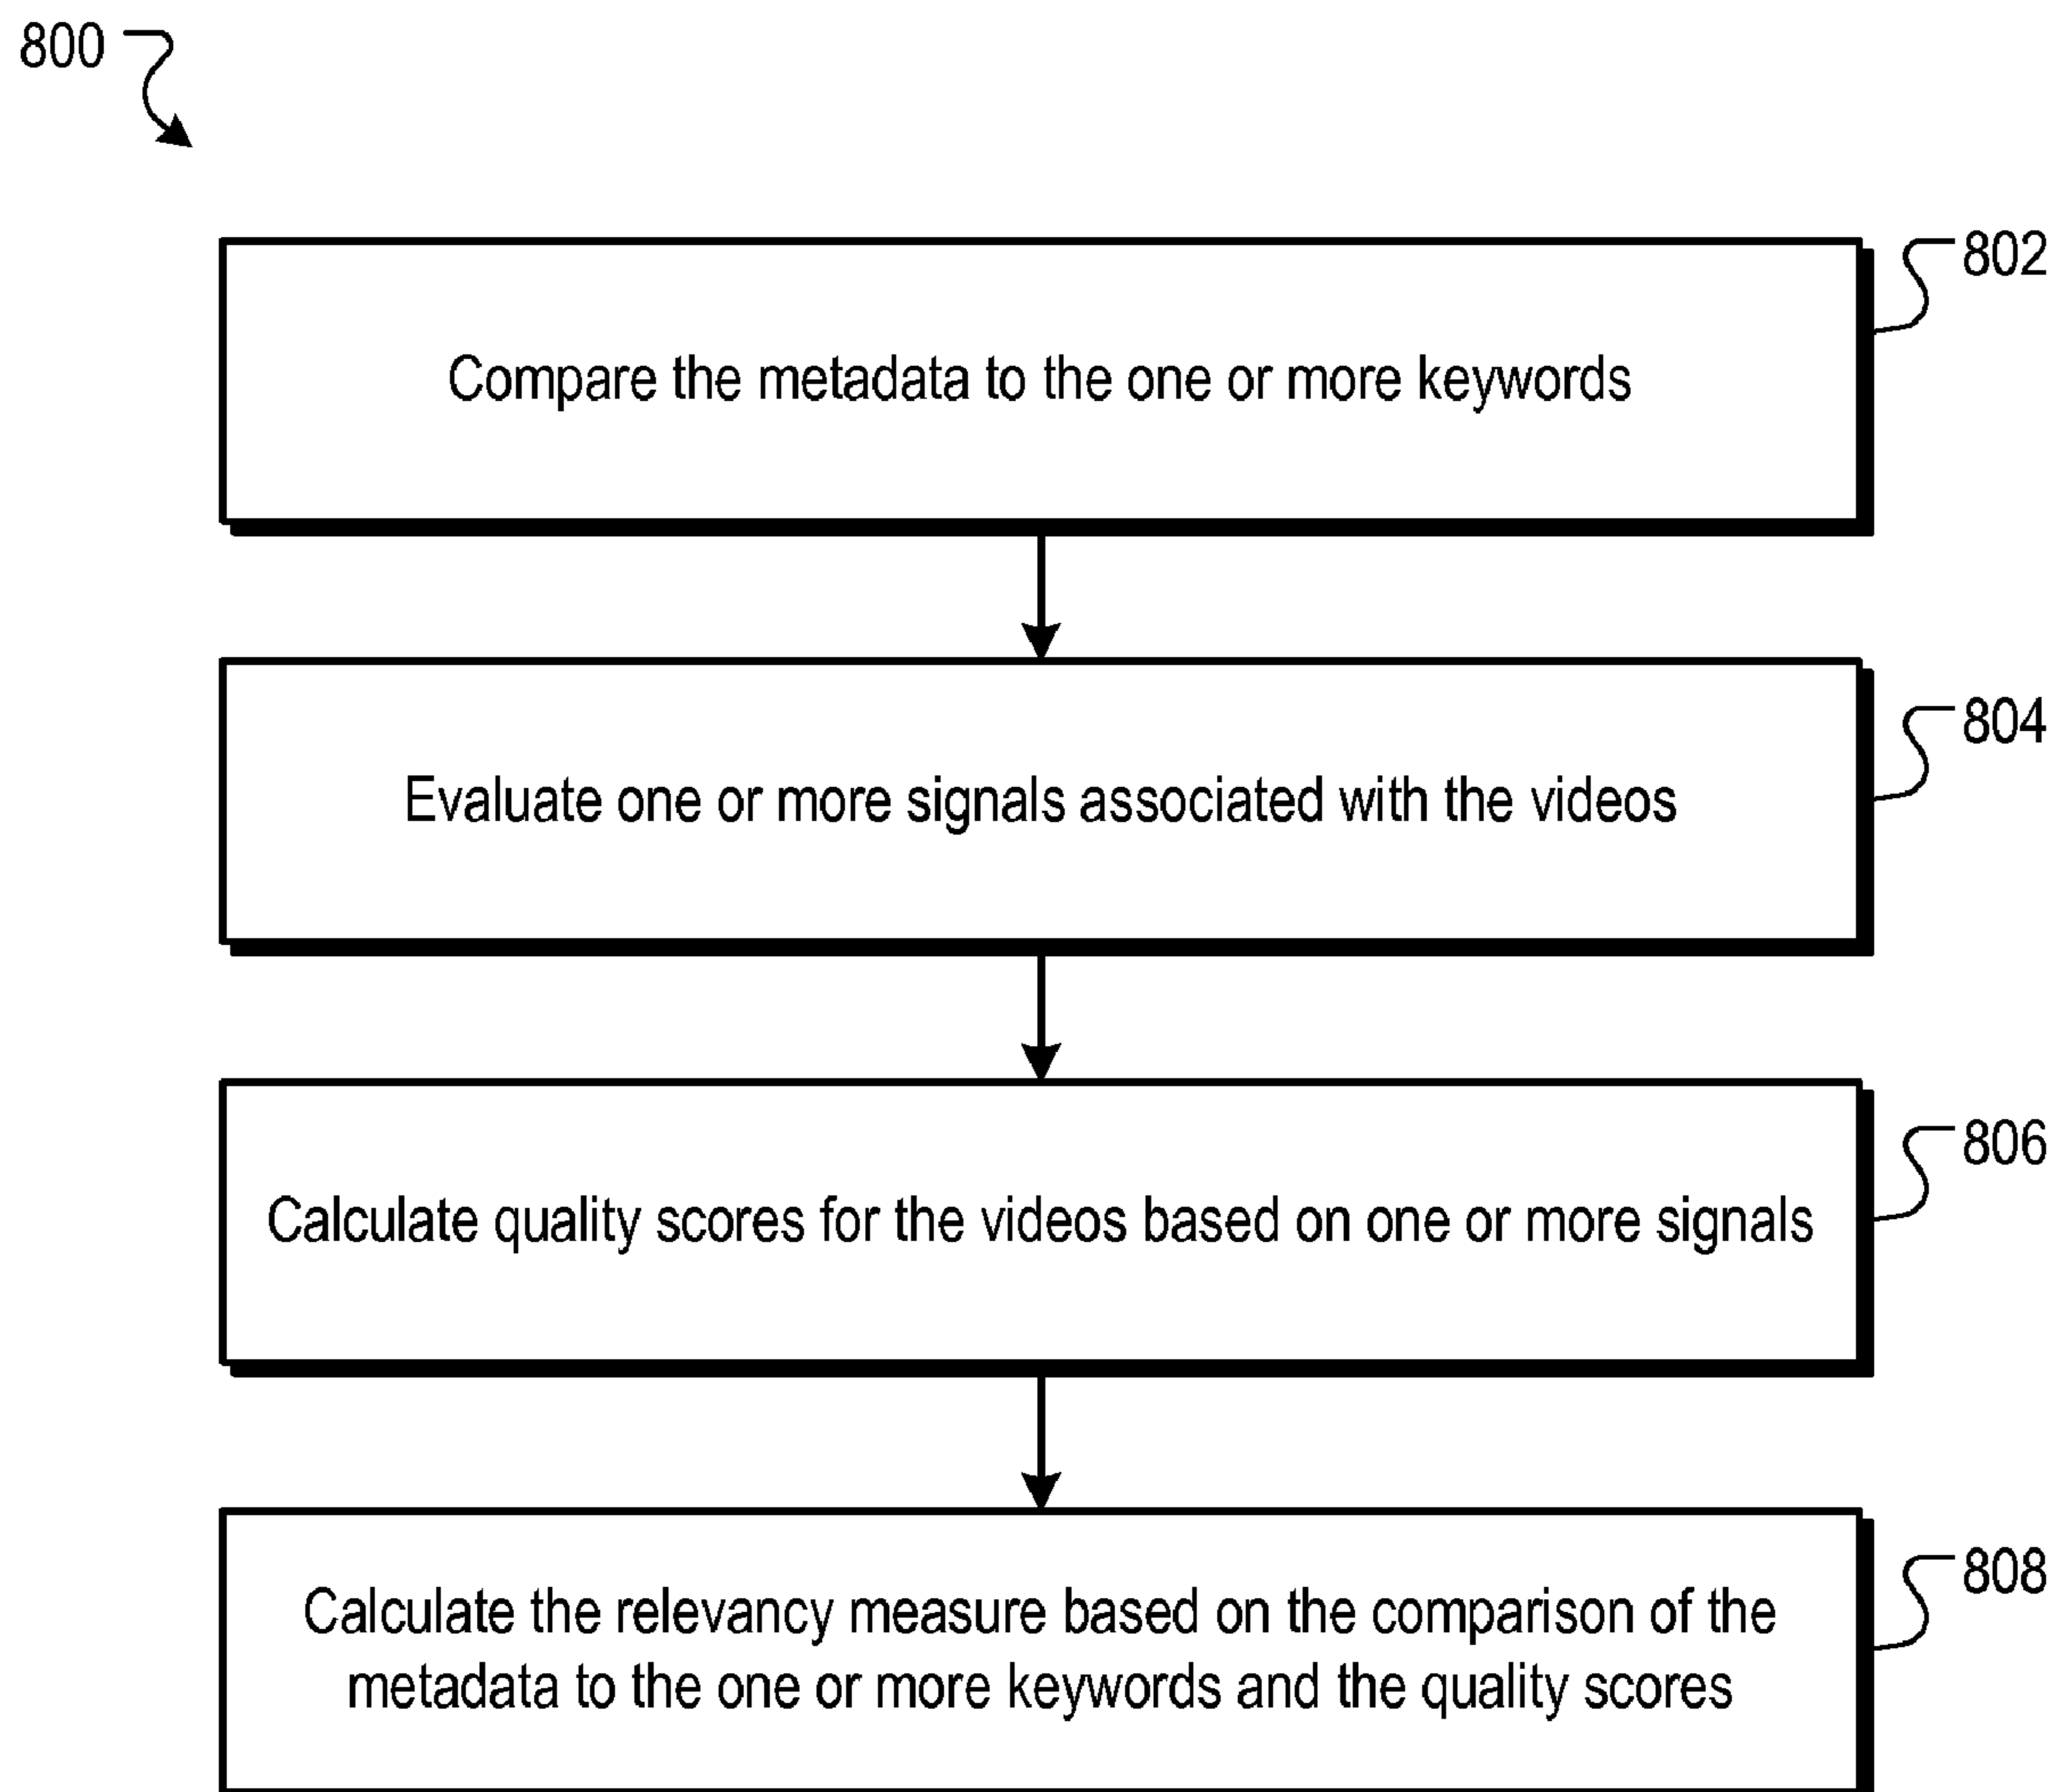 800
802
Compare the metadata to the one or more keywords
804
Evaluate one or more signals associated with the videos
806
Calculate quality scores for the videos based on one or more signals
808
Calculate the relevancy measure based on the comparison of the
metadata to the one or more keywords and the quality scores